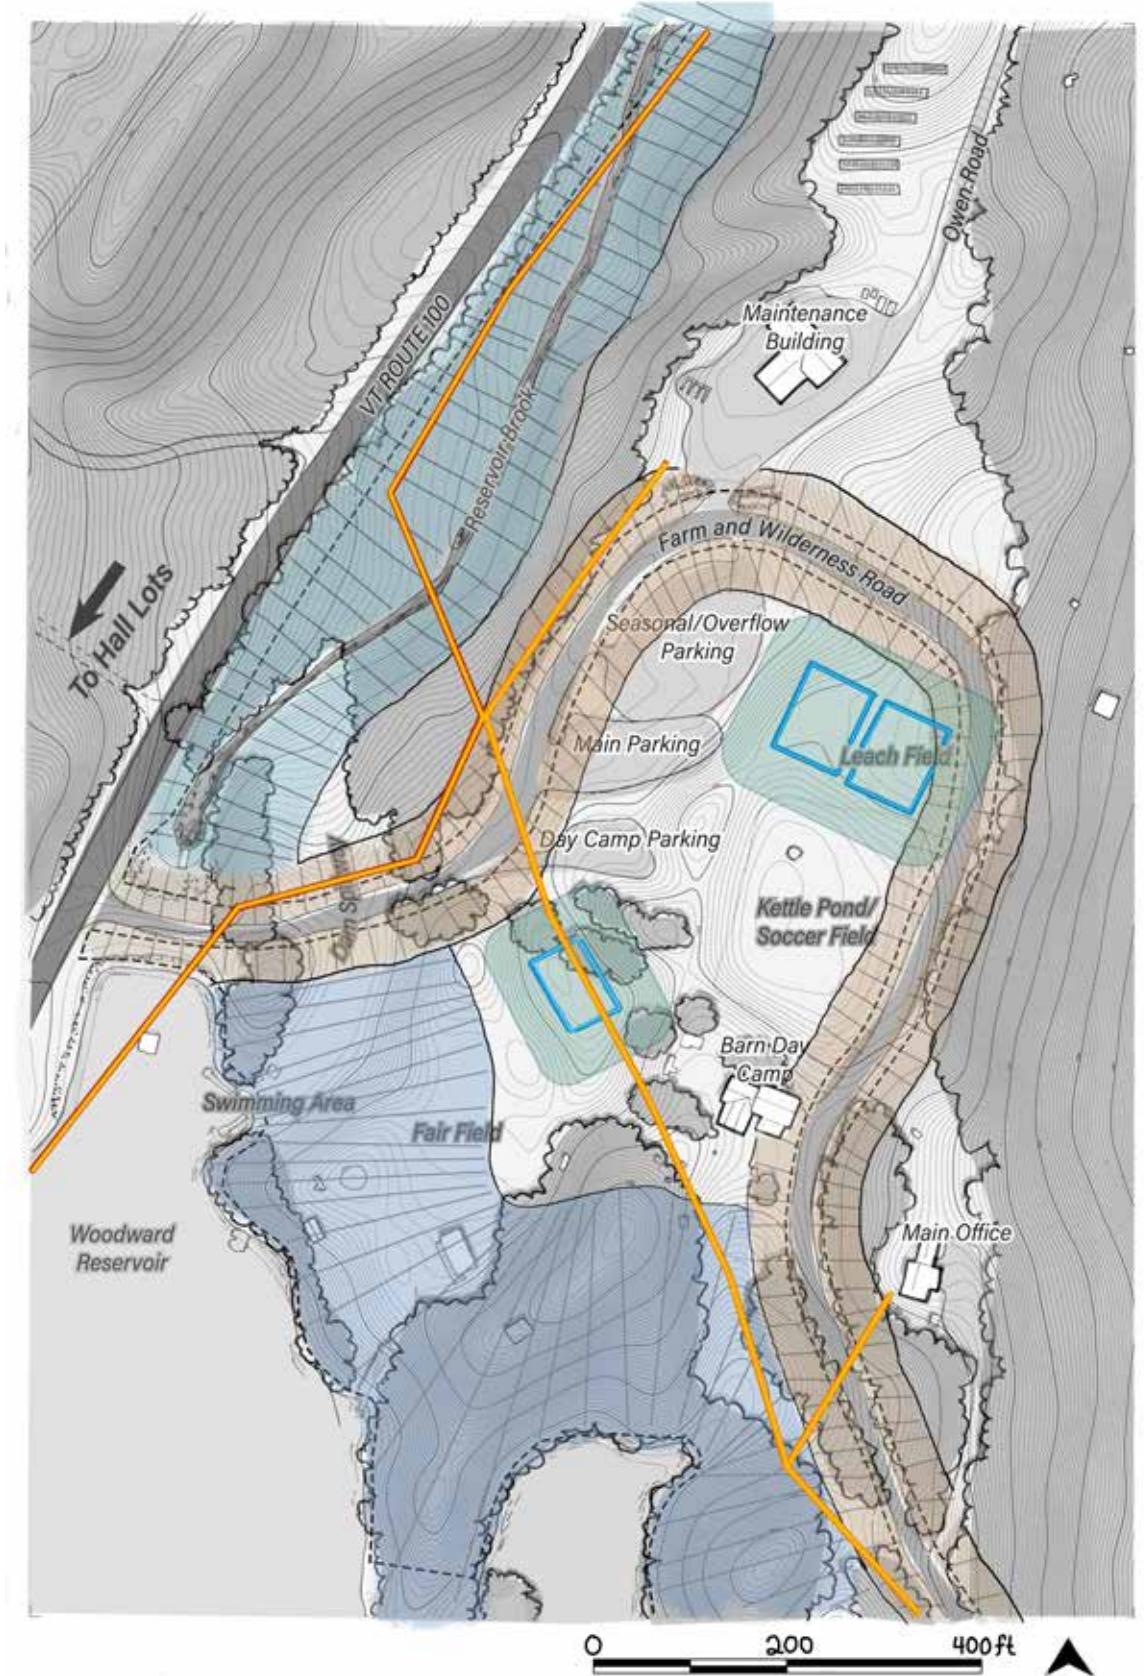 Owen Road
Maintenance
Building
VT ROUTE 100
Reservoir Brook
Farm and Wilderness Road
To Hall Lots
Seasonal/Overflow
Parking
Main Parking
Leach Field
Day Camp Parking
Kettle Pond/
Soccer Field
Barn Day
Camp
Swimming Area
Fair Field
Woodward
Reservoir
Main Office
0 200 400ft